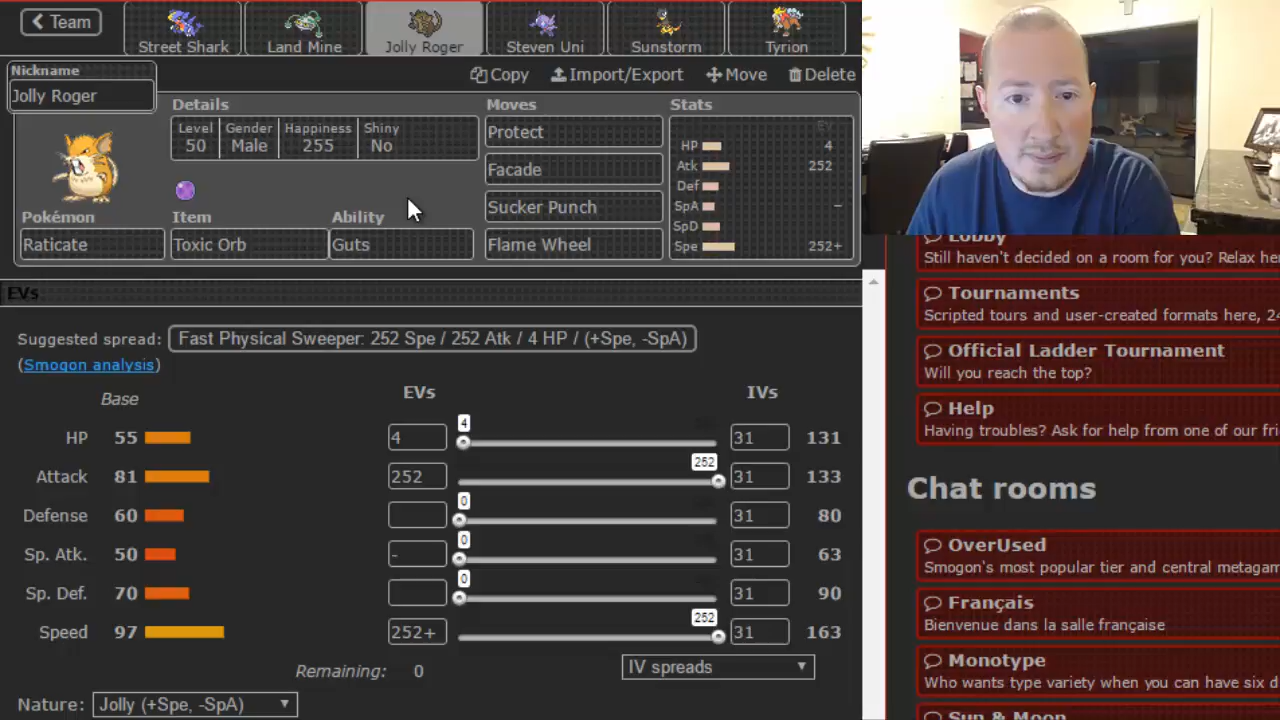 Team
Street Shark
Land Mine
Jolly Roger
Steven Uni
Sunstorm
Tyrion
Nickname
Jolly Roger
Copy
Import/Export
Move
Delete
Details
Moves
Stats
Level
50
Gender
Male
Happiness
255
Shiny
No
Protect
Facade
Sucker Punch
Flame Wheel
EV
HP 4
Atk 252
Def
SpA –
SpD
Spe 252+
Pokémon
Raticate
Item
Toxic Orb
Ability
Guts
EVs
Suggested spread: Fast Physical Sweeper: 252 Spe / 252 Atk / 4 HP / (+Spe, -SpA)
(Smogon analysis)
Base EVs IVs
HP 55 4 4 31 131
Attack 81 252 252 31 133
Defense 60 0 31 80
Sp. Atk. 50 - 0 31 63
Sp. Def. 70 0 31 90
Speed 97 252+ 252 31 163
Remaining: 0
IV spreads
Nature: Jolly (+Spe, -SpA)
Lobby
Still haven't decided on a room for you? Relax he
Tournaments
Scripted tours and user-created formats here, 24
Official Ladder Tournament
Will you reach the top?
Help
Having troubles? Ask for help from one of our fri
Chat rooms
OverUsed
Smogon's most popular tier and central metagam
Français
Bienvenue dans la salle française
Monotype
Who wants type variety when you can have six d
Sun & Moon